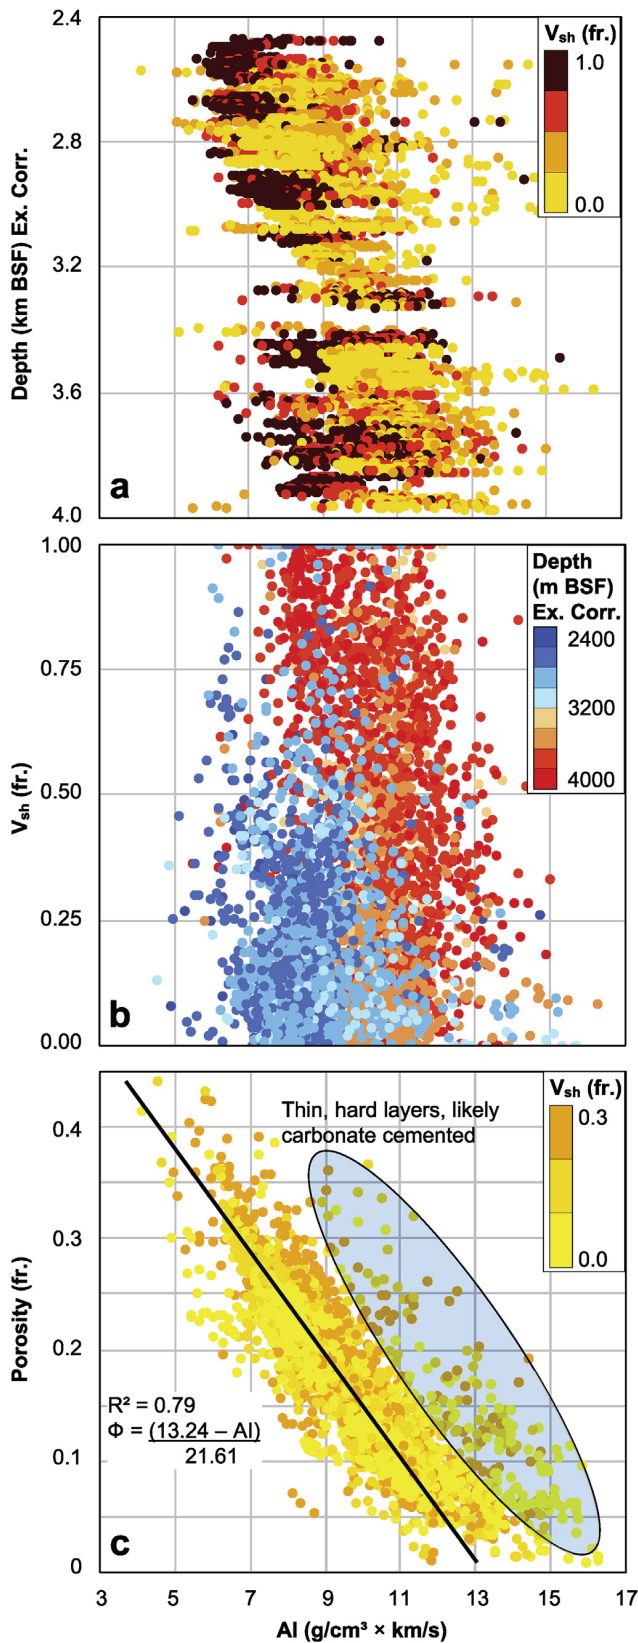 2.4
V_sh (fr.)
1.0
0.0
2.8
3.2
3.6
4.0
Depth (km BSF) Ex. Corr.
a
1.00
Depth
(m BSF)
Ex. Corr.
2400
3200
4000
0.75
0.50
0.25
0.00
V_sh (fr.)
b
V_sh (fr.)
0.3
0.0
Thin, hard layers, likely
carbonate cemented
0.4
0.3
0.2
0.1
0
Porosity (fr.)
R² = 0.79
Φ = (13.24 – AI)
21.61
c
3 5 7 9 11 13 15 17
AI (g/cm³ × km/s)